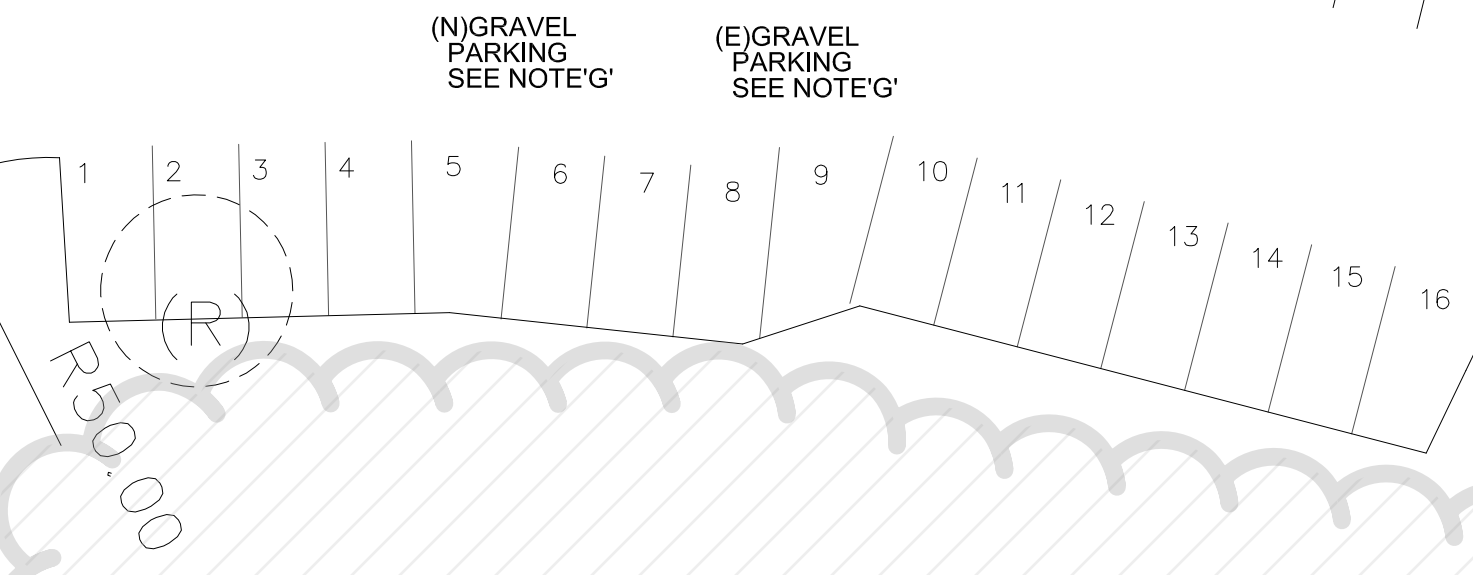 (N)GRAVEL
PARKING
SEE NOTE'G'
(E)GRAVEL
PARKING
SEE NOTE'G'
1
2
3
4
5
6
7
8
9
10
11
12
13
14
15
16
(R)
R50.00